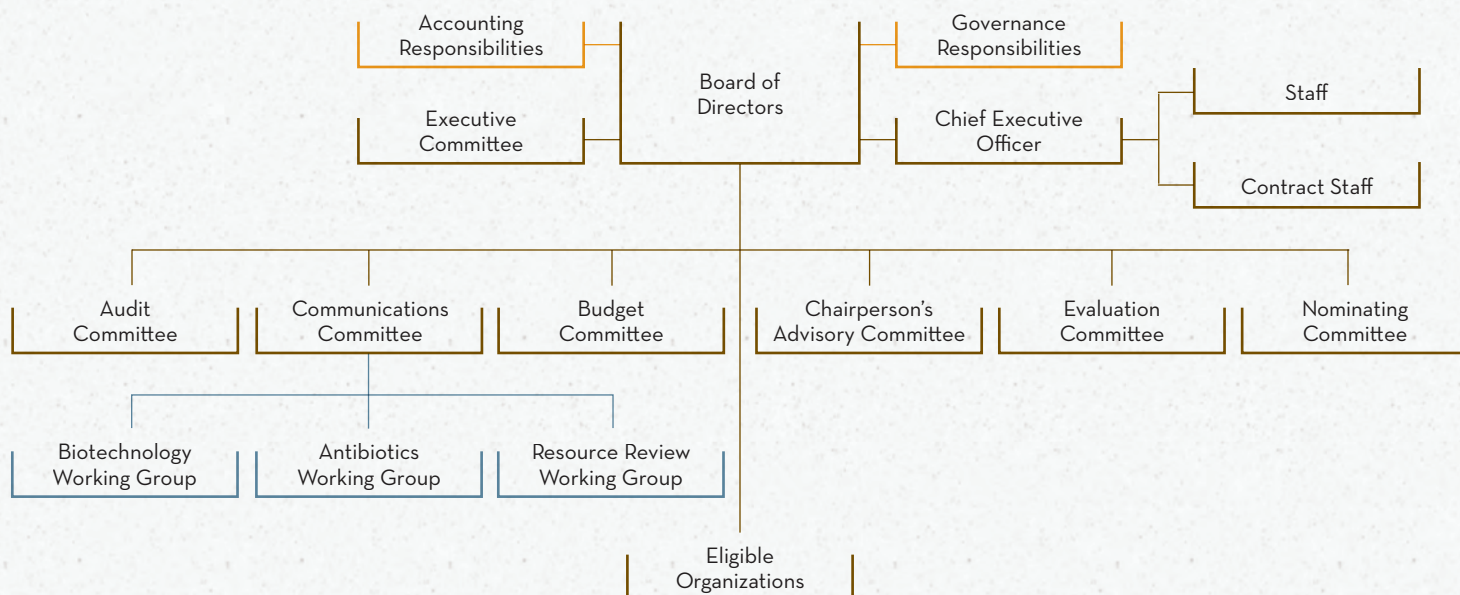 Accounting
Responsibilities
Governance
Responsibilities
Board of
Directors
Executive
Committee
Chief Executive
Officer
Staff
Contract Staff
Audit
Committee
Communications
Committee
Budget
Committee
Chairperson's
Advisory Committee
Evaluation
Committee
Nominating
Committee
Biotechnology
Working Group
Antibiotics
Working Group
Resource Review
Working Group
Eligible
Organizations